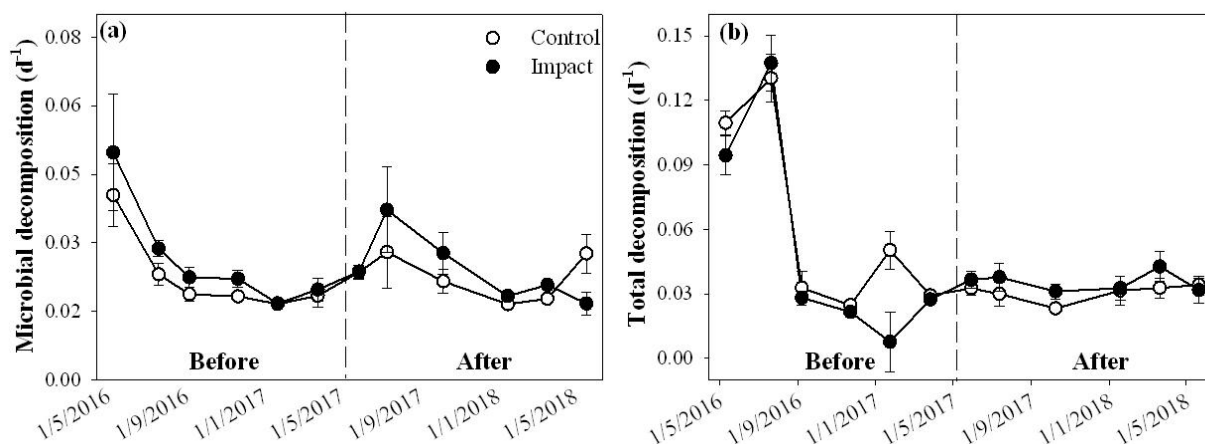 (a)
Control
Impact
Microbial decomposition (d⁻¹)
0.08
0.06
0.05
0.03
0.02
0.00
Before
After
1/5/2016
1/9/2016
1/1/2017
1/5/2017
1/9/2017
1/1/2018
1/5/2018
(b)
Total decomposition (d⁻¹)
0.15
0.12
0.09
0.06
0.03
0.00
Before
After
1/5/2016
1/9/2016
1/1/2017
1/5/2017
1/9/2017
1/1/2018
1/5/2018